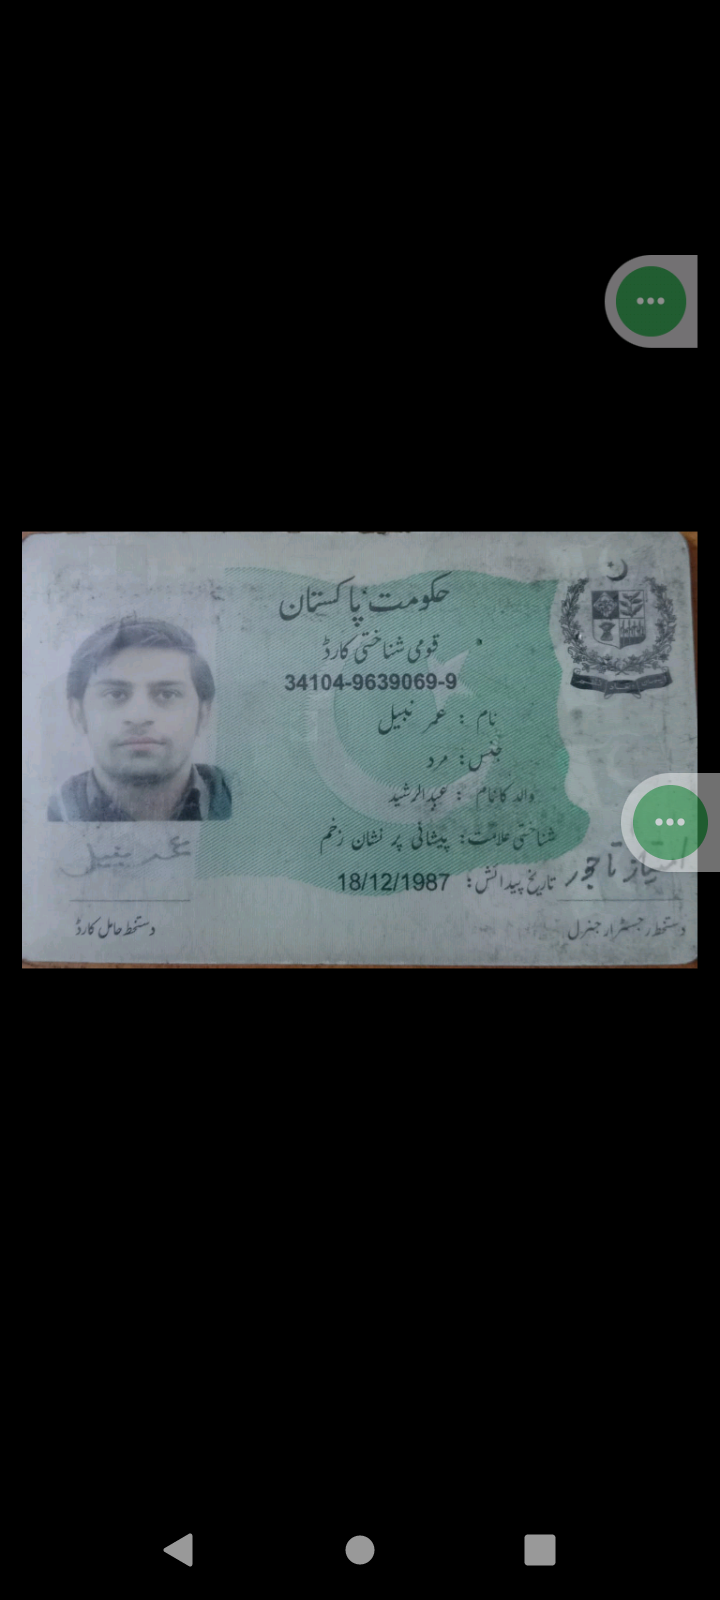 حکومت پاکستان
قومی شناختی کارڈ
34104-9639069-9
نام : عمر نبیل
جنس: مرد
والد کا نام : عبدالرشید
شناختی علامت: پیشانی پر نشان زخم
تاریخ پیدائش: 18/12/1987
عمر نبیل
امتیاز تاجور
دستخط حامل کارڈ
دستخط رجسٹرار جنرل